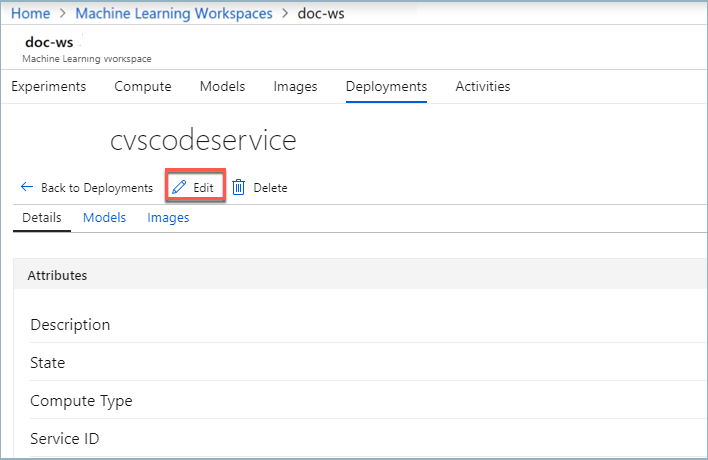 Home > Machine Learning Workspaces > doc-ws
doc-ws
Machine Learning workspace
Experiments Compute Models Images Deployments Activities
cvscodeservice
← Back to Deployments Edit Delete
Details Models Images
Attributes
Description
State
Compute Type
Service ID